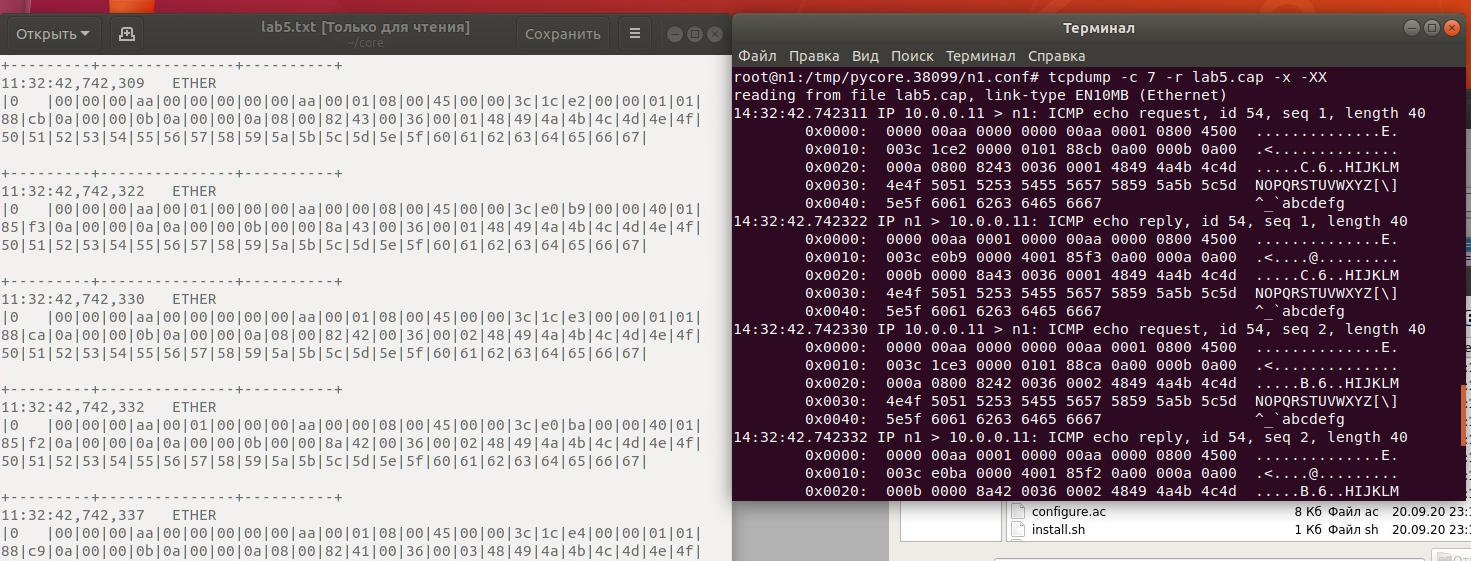 Открыть
lab5.txt [Только для чтения]
~/core
Сохранить
+---------+---------------+----------+
11:32:42,742,309   ETHER
|0   |00|00|00|aa|00|00|00|00|aa|00|01|08|00|45|00|00|3c|1c|e2|00|00|01|01|
88|cb|0a|00|00|0b|0a|00|00|0a|08|00|82|43|00|36|00|01|48|49|4a|4b|4c|4d|4e|4f|
50|51|52|53|54|55|56|57|58|59|5a|5b|5c|5d|5e|5f|60|61|62|63|64|65|66|67|
+---------+---------------+----------+
11:32:42,742,322   ETHER
|0   |00|00|00|aa|00|01|00|00|00|aa|00|00|08|00|45|00|00|3c|e0|b9|00|00|40|01|
85|f3|0a|00|00|0a|0a|00|00|0b|00|00|8a|43|00|36|00|01|48|49|4a|4b|4c|4d|4e|4f|
50|51|52|53|54|55|56|57|58|59|5a|5b|5c|5d|5e|5f|60|61|62|63|64|65|66|67|
+---------+---------------+----------+
11:32:42,742,330   ETHER
|0   |00|00|00|aa|00|00|00|00|00|aa|00|01|08|00|45|00|00|3c|1c|e3|00|00|01|01|
88|ca|0a|00|00|0b|0a|00|00|0a|08|00|82|42|00|36|00|02|48|49|4a|4b|4c|4d|4e|4f|
50|51|52|53|54|55|56|57|58|59|5a|5b|5c|5d|5e|5f|60|61|62|63|64|65|66|67|
+---------+---------------+----------+
11:32:42,742,332   ETHER
|0   |00|00|00|aa|00|01|00|00|00|aa|00|00|08|00|45|00|00|3c|e0|ba|00|00|40|01|
85|f2|0a|00|00|0a|0a|00|00|0b|00|00|8a|42|00|36|00|02|48|49|4a|4b|4c|4d|4e|4f|
50|51|52|53|54|55|56|57|58|59|5a|5b|5c|5d|5e|5f|60|61|62|63|64|65|66|67|
+---------+---------------+----------+
11:32:42,742,337   ETHER
|0   |00|00|00|aa|00|00|00|00|00|aa|00|01|08|00|45|00|00|3c|1c|e4|00|00|01|01|
88|c9|0a|00|00|0b|0a|00|00|0a|08|00|82|41|00|36|00|03|48|49|4a|4b|4c|4d|4e|4f|
Терминал
Файл Правка Вид Поиск Терминал Справка
root@n1:/tmp/pycore.38099/n1.conf# tcpdump -c 7 -r lab5.cap -x -XX
reading from file lab5.cap, link-type EN10MB (Ethernet)
14:32:42.742311 IP 10.0.0.11 > n1: ICMP echo request, id 54, seq 1, length 40
0x0000:  0000 00aa 0000 0000 00aa 0001 0800 4500  ..............E.
0x0010:  003c 1ce2 0000 0101 88cb 0a00 000b 0a00  .<..............
0x0020:  000a 0800 8243 0036 0001 4849 4a4b 4c4d  .....C.6..HIJKLM
0x0030:  4e4f 5051 5253 5455 5657 5859 5a5b 5c5d  NOPQRSTUVWXYZ[\]
0x0040:  5e5f 6061 6263 6465 6667  ^_`abcdefg
14:32:42.742322 IP n1 > 10.0.0.11: ICMP echo reply, id 54, seq 1, length 40
0x0000:  0000 00aa 0001 0000 00aa 0000 0800 4500  ..............E.
0x0010:  003c e0b9 0000 4001 85f3 0a00 000a 0a00  .<....@.........
0x0020:  000b 0000 8a43 0036 0001 4849 4a4b 4c4d  .....C.6..HIJKLM
0x0030:  4e4f 5051 5253 5455 5657 5859 5a5b 5c5d  NOPQRSTUVWXYZ[\]
0x0040:  5e5f 6061 6263 6465 6667  ^_`abcdefg
14:32:42.742330 IP 10.0.0.11 > n1: ICMP echo request, id 54, seq 2, length 40
0x0000:  0000 00aa 0000 0000 00aa 0001 0800 4500  ..............E.
0x0010:  003c 1ce3 0000 0101 88ca 0a00 000b 0a00  .<..............
0x0020:  000a 0800 8242 0036 0002 4849 4a4b 4c4d  .....B.6..HIJKLM
0x0030:  4e4f 5051 5253 5455 5657 5859 5a5b 5c5d  NOPQRSTUVWXYZ[\]
0x0040:  5e5f 6061 6263 6465 6667  ^_`abcdefg
14:32:42.742332 IP n1 > 10.0.0.11: ICMP echo reply, id 54, seq 2, length 40
0x0000:  0000 00aa 0001 0000 00aa 0000 0800 4500  ..............E.
0x0010:  003c e0ba 0000 4001 85f2 0a00 000a 0a00  .<....@.........
0x0020:  000b 0000 8a42 0036 0002 4849 4a4b 4c4d  .....B.6..HIJKLM
configure.ac 8 Кб Файл ac 20.09.20
install.sh 1 Кб Файл sh 20.09.20